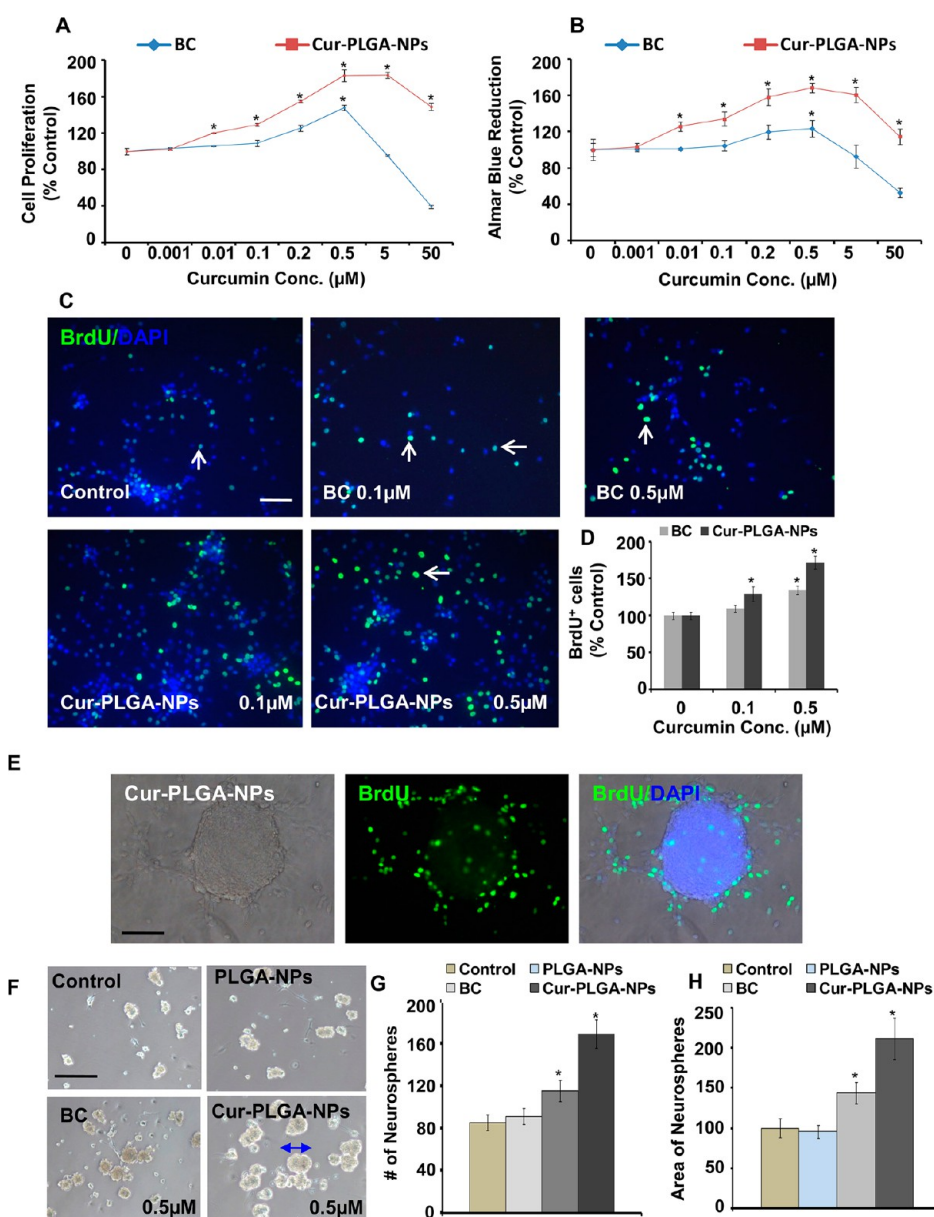 A
BC
Cur-PLGA-NPs
200
160
120
80
40
0
Cell Proliferation
(% Control)
* * * * * * * *
0 0.001 0.01 0.1 0.2 0.5 5 50
Curcumin Conc. (µM)
B
BC
Cur-PLGA-NPs
200
160
120
80
40
0
Almar Blue Reduction
(% Control)
* * * * * * *
0 0.001 0.01 0.1 0.2 0.5 5 50
Curcumin Conc. (µM)
C
BrdU/DAPI
Control
BC 0.1µM
BC 0.5µM
Cur-PLGA-NPs 0.1µM
Cur-PLGA-NPs 0.5µM
D
BC Cur-PLGA-NPs
200
150
100
50
0
BrdU+ cells
(% Control)
* * *
0 0.1 0.5
Curcumin Conc. (µM)
E
Cur-PLGA-NPs
BrdU
BrdU/DAPI
F
Control
PLGA-NPs
BC
0.5µM
Cur-PLGA-NPs
0.5µM
G
Control PLGA-NPs
BC Cur-PLGA-NPs
200
160
120
80
40
0
# of Neurospheres
* *
H
Control PLGA-NPs
BC Cur-PLGA-NPs
250
200
150
100
50
0
Area of Neurospheres
* *